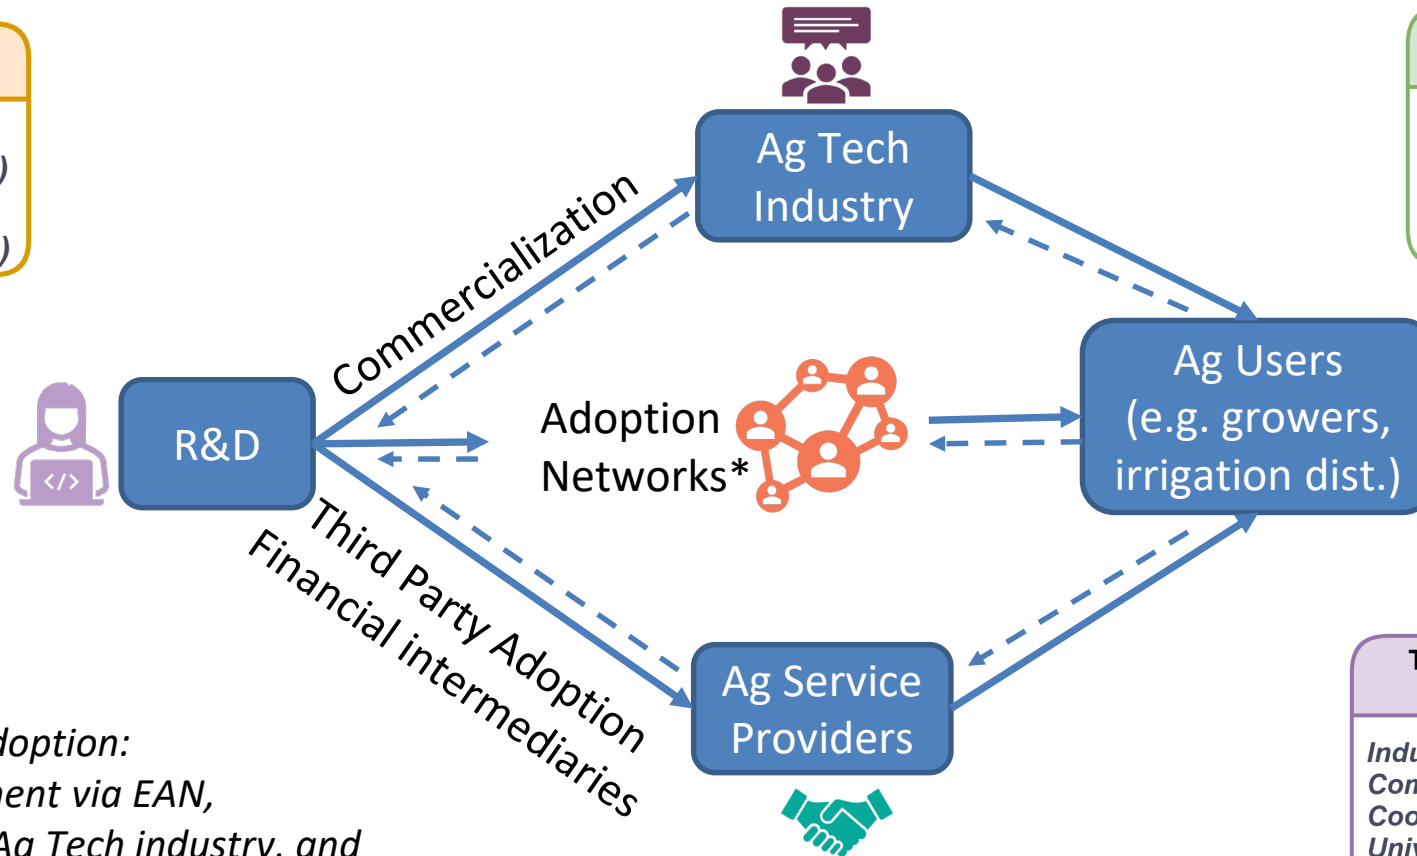 )
)
Ag Tech
Industry
Commercialization
R&D
</>
Adoption
Networks*
Ag Users
(e.g. growers,
irrigation dist.)
Third Party Adoption
Financial intermediaries
Ag Service
Providers
doption:
via EAN,
Ag Tech industry, and
T